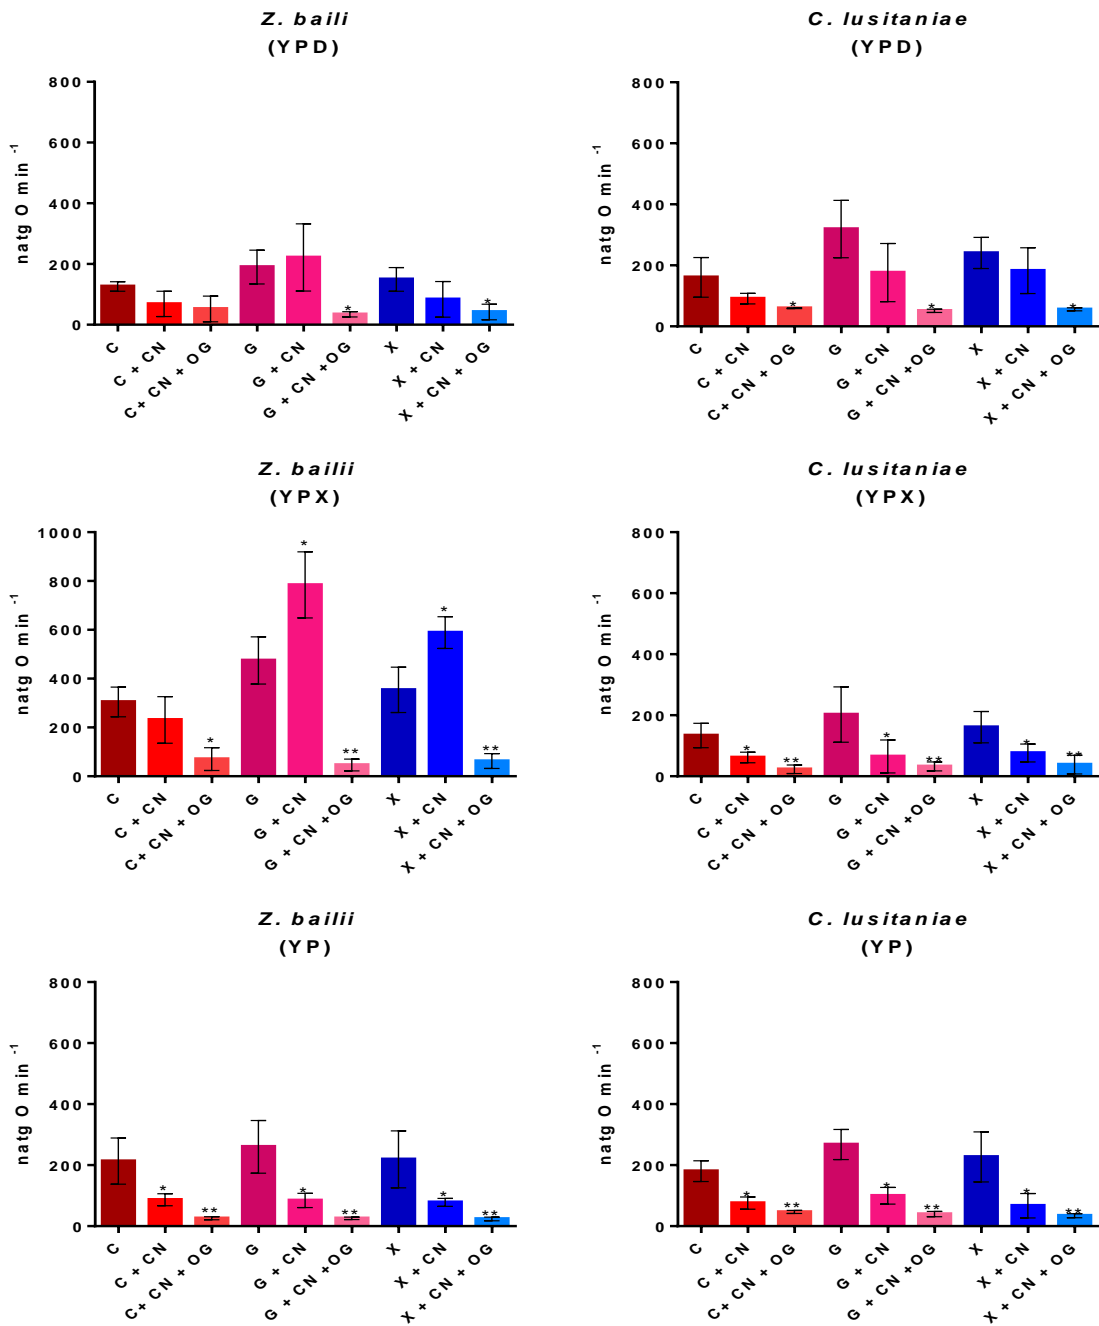 Z. baili
(YPD)
natg O min -1
800
600
400
200
0
*
*
C
C + CN
C+ CN + OG
G
G + CN
G + CN +OG
X
X + CN
X + CN + OG
C. lusitaniae
(YPD)
natg O min -1
800
600
400
200
0
*
*
*
C
C + CN
C+ CN + OG
G
G + CN
G + CN +OG
X
X + CN
X + CN + OG
Z. bailii
(YPX)
natg O min -1
1000
800
600
400
200
0
*
*
**
*
**
C
C + CN
C+ CN + OG
G
G + CN
G + CN +OG
X
X + CN
X + CN + OG
C. lusitaniae
(YPX)
natg O min -1
800
600
400
200
0
*
**
*
**
*
**
C
C + CN
C+ CN + OG
G
G + CN
G + CN +OG
X
X + CN
X + CN + OG
Z. bailii
(YP)
natg O min -1
800
600
400
200
0
*
**
*
**
*
**
C
C + CN
C+ CN + OG
G
G + CN
G + CN +OG
X
X + CN
X + CN + OG
C. lusitaniae
(YP)
natg O min -1
800
600
400
200
0
*
**
*
**
*
**
C
C + CN
C+ CN + OG
G
G + CN
G + CN +OG
X
X + CN
X + CN + OG